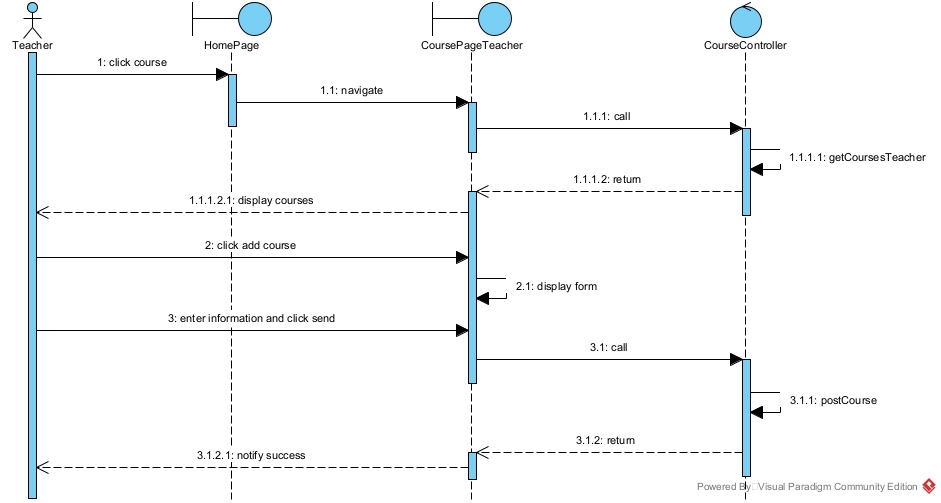 Teacher
HomePage
CoursePageTeacher
CourseController
1: click course
1.1: navigate
1.1.1: call
1.1.1.1: getCoursesTeacher
1.1.1.2: return
1.1.1.2.1: display courses
2: click add course
2.1: display form
3: enter information and click send
3.1: call
3.1.1: postCourse
3.1.2: return
3.1.2.1: notify success
Powered By Visual Paradigm Community Edition